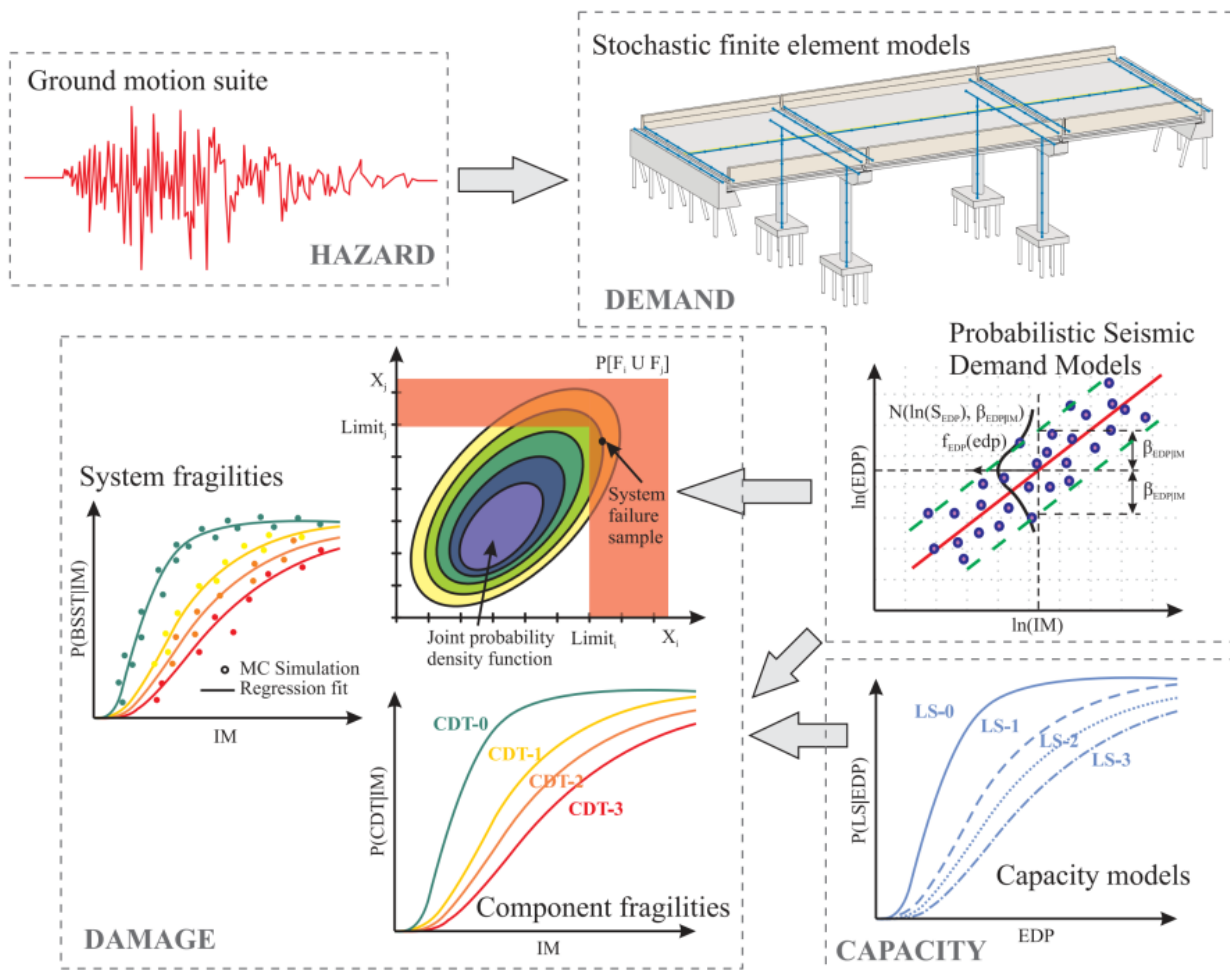 Ground motion suite
HAZARD
Stochastic finite element models
DEMAND
Probabilistic Seismic
Demand Models
N(ln(S_EDP), β_EDP|IM)
f_EDP(edp)
β_EDP|IM
β_EDP|IM
ln(EDP)
ln(IM)
P[F_i U F_j]
X_j
Limit_j
System
failure
sample
Joint probability
density function
Limit_i
X_i
System fragilities
P(BSST|IM)
MC Simulation
Regression fit
IM
P(CDT|IM)
CDT-0
CDT-1
CDT-2
CDT-3
Component fragilities
IM
DAMAGE
P(LS|EDP)
LS-0
LS-1
LS-2
LS-3
Capacity models
EDP
CAPACITY